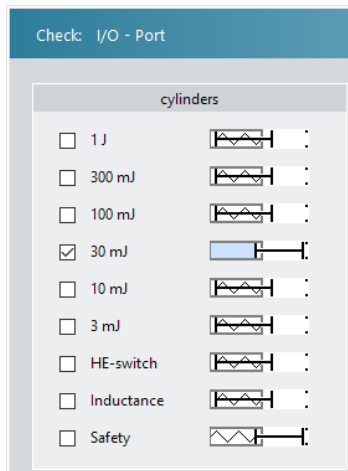 Check: I/O - Port
cylinders
1 J
300 mJ
100 mJ
30 mJ
10 mJ
3 mJ
HE-switch
Inductance
Safety